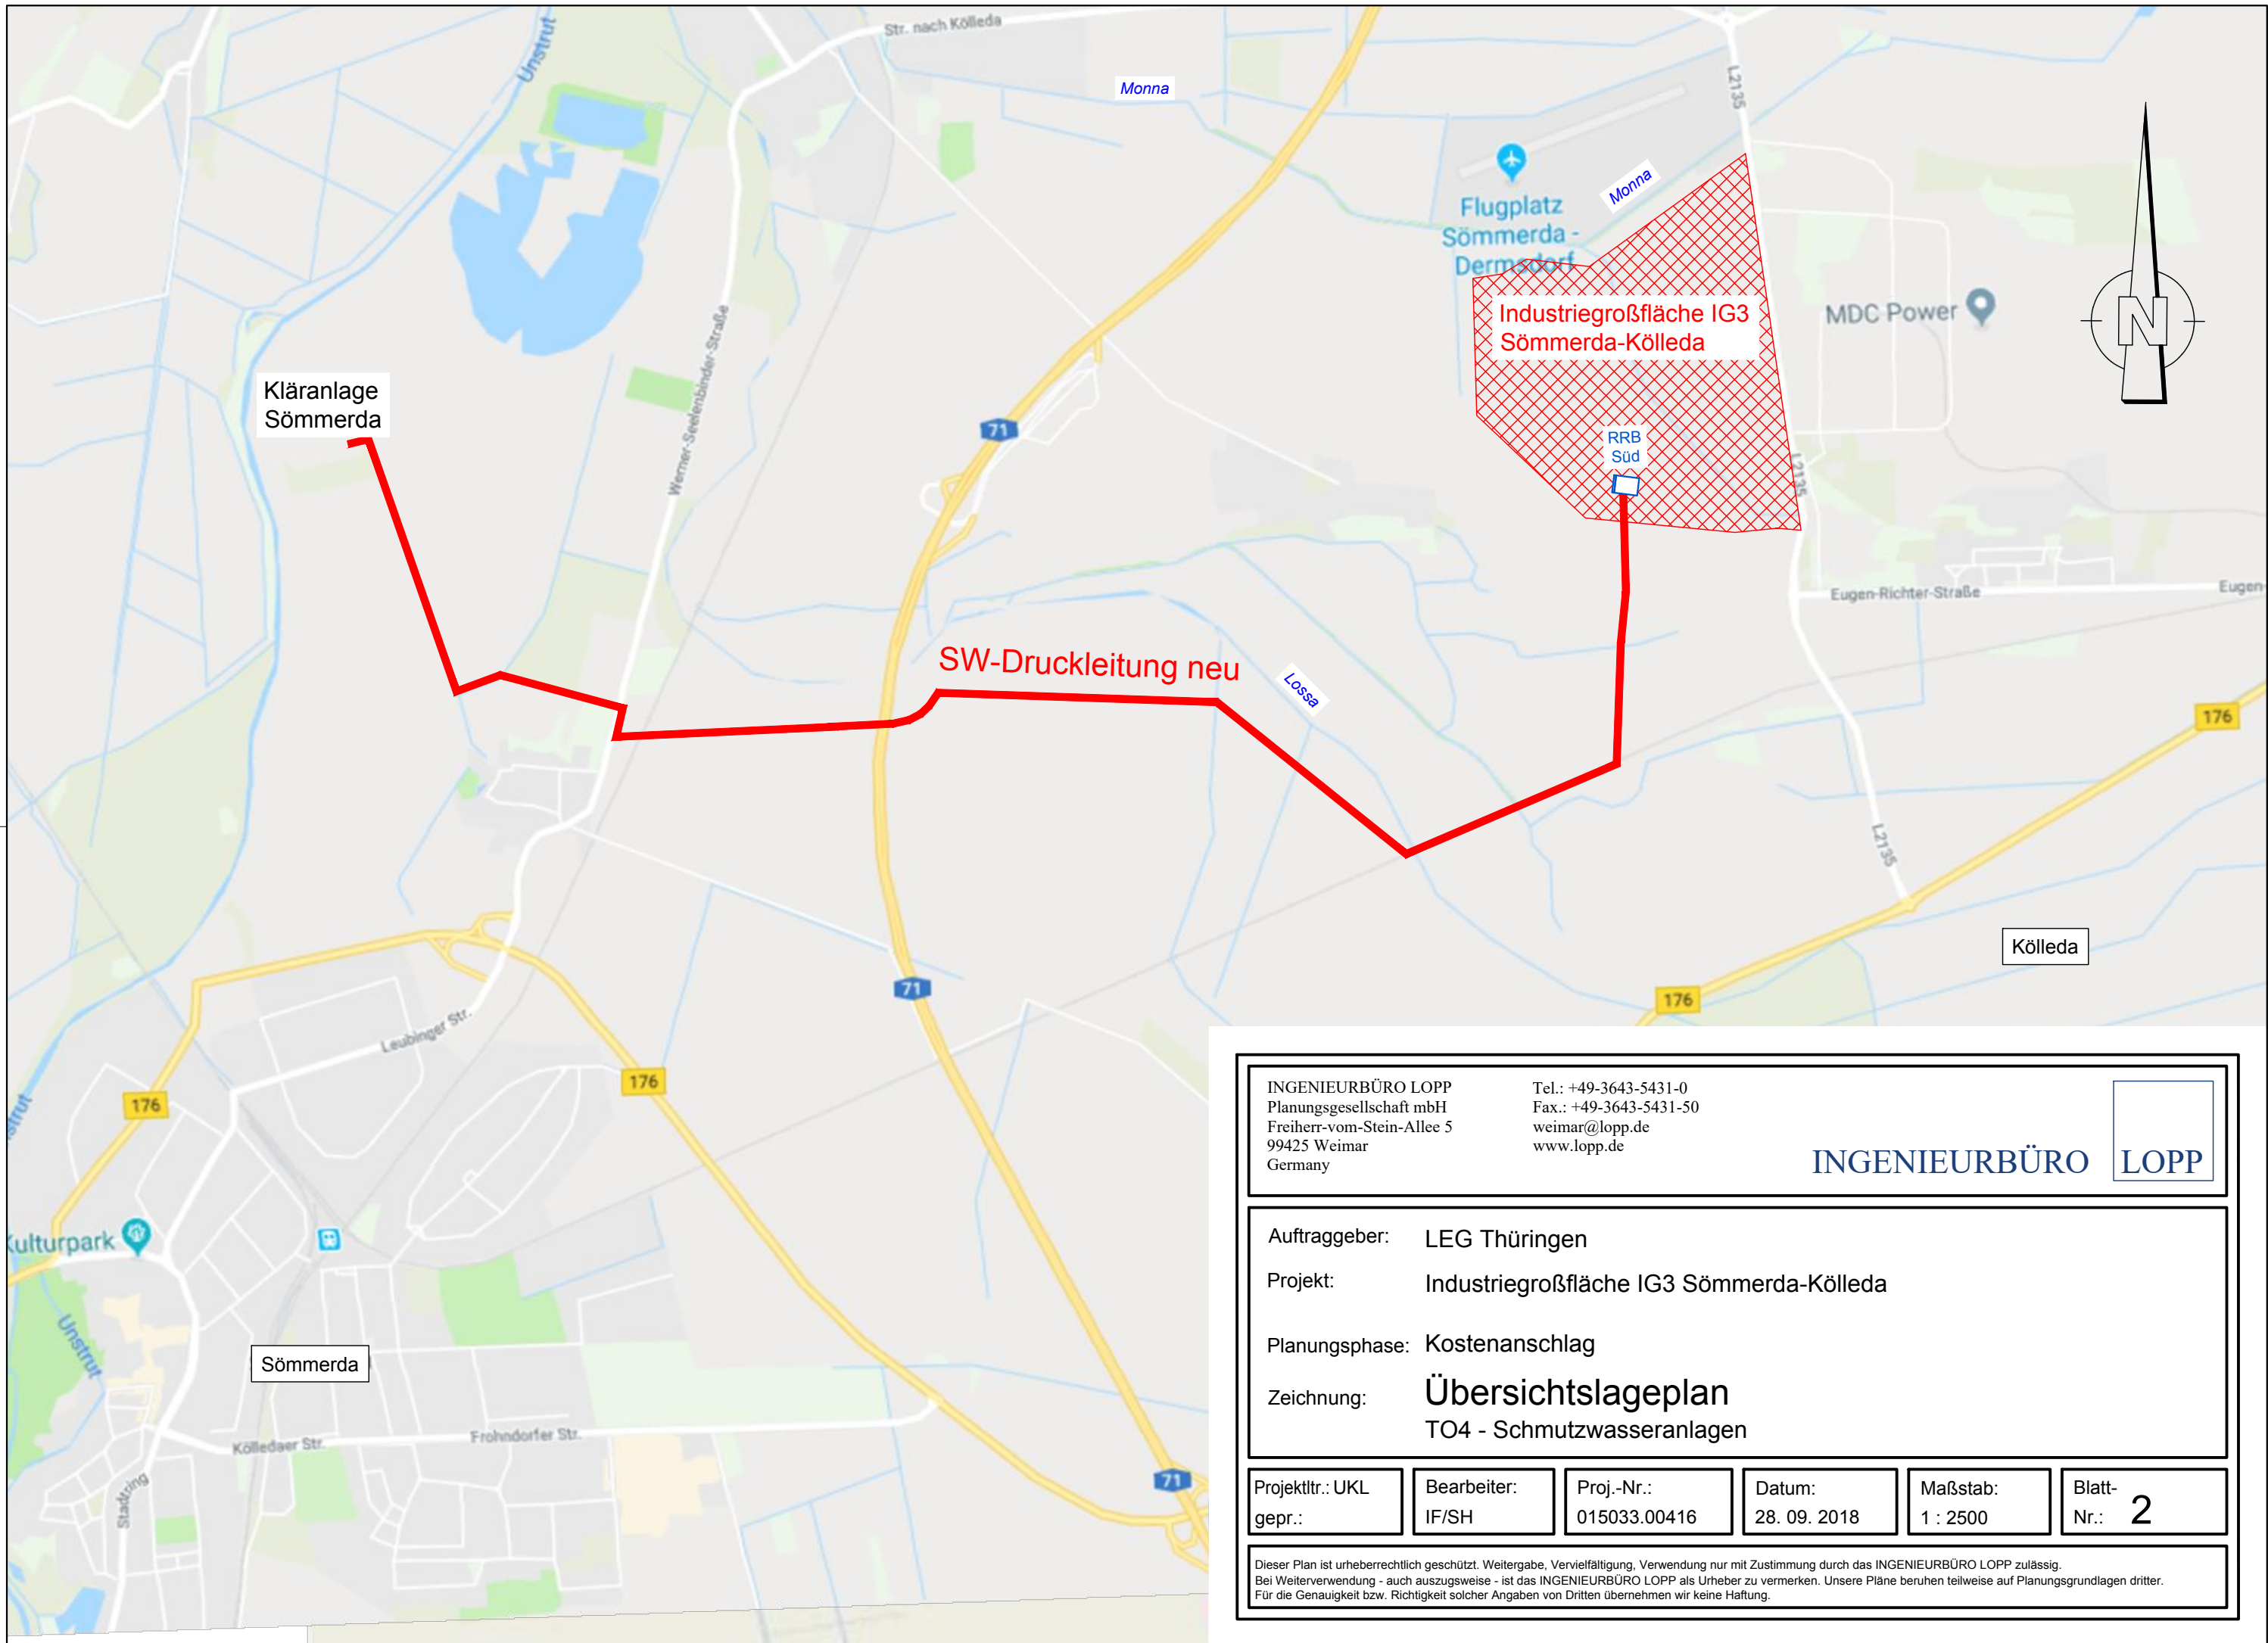 Unstrut
Str. nach Kölleda
Monna
L2135
Monna
Flugplatz
Sömmerda -
Dermsdorf
Industriegroßfläche IG3
Sömmerda-Kölleda
MDC Power
N
Kläranlage
Sömmerda
Werner-Seelenbinder-Straße
71
RRB
Süd
L2135
Eugen-Richter-Straße
Eugen-
SW-Druckleitung neu
Lossa
176
L2135
Kölleda
71
176
Leubinger Str.
176
176
strut
Kulturpark
Unstrut
Sömmerda
Kölledaer Str.
Frohndorfer Str.
Stadtring
71
INGENIEURBÜRO LOPP
Planungsgesellschaft mbH
Freiherr-vom-Stein-Allee 5
99425 Weimar
Germany
Tel.: +49-3643-5431-0
Fax.: +49-3643-5431-50
weimar@lopp.de
www.lopp.de
INGENIEURBÜRO LOPP
Auftraggeber: LEG Thüringen
Projekt: Industriegroßfläche IG3 Sömmerda-Kölleda
Planungsphase: Kostenanschlag
Zeichnung: Übersichtslageplan
TO4 - Schmutzwasseranlagen
Projektltr.: UKL
gepr.:
Bearbeiter:
IF/SH
Proj.-Nr.:
015033.00416
Datum:
28. 09. 2018
Maßstab:
1 : 2500
Blatt-
Nr.: 2
Dieser Plan ist urheberrechtlich geschützt. Weitergabe, Vervielfältigung, Verwendung nur mit Zustimmung durch das INGENIEURBÜRO LOPP zulässig.
Bei Weiterverwendung - auch auszugsweise - ist das INGENIEURBÜRO LOPP als Urheber zu vermerken. Unsere Pläne beruhen teilweise auf Planungsgrundlagen dritter.
Für die Genauigkeit bzw. Richtigkeit solcher Angaben von Dritten übernehmen wir keine Haftung.